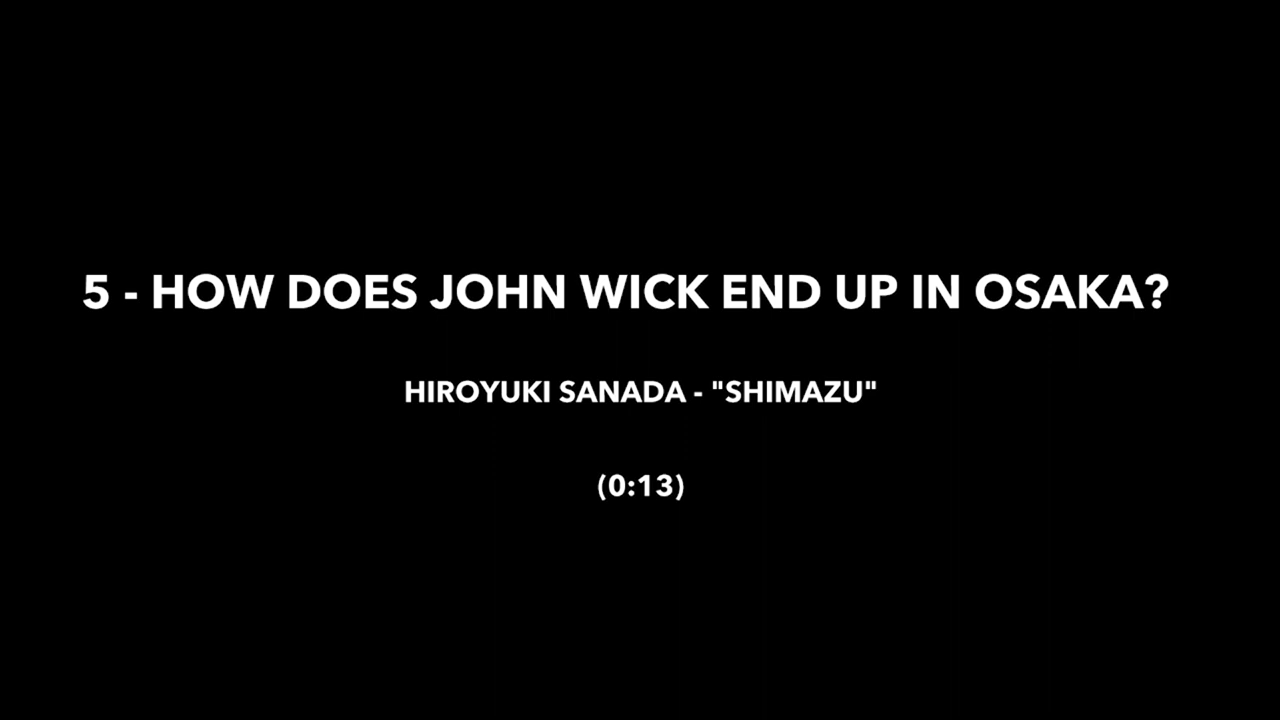 5 - HOW DOES JOHN WICK END UP IN OSAKA?
HIROYUKI SANADA - "SHIMAZU"
(0:13)